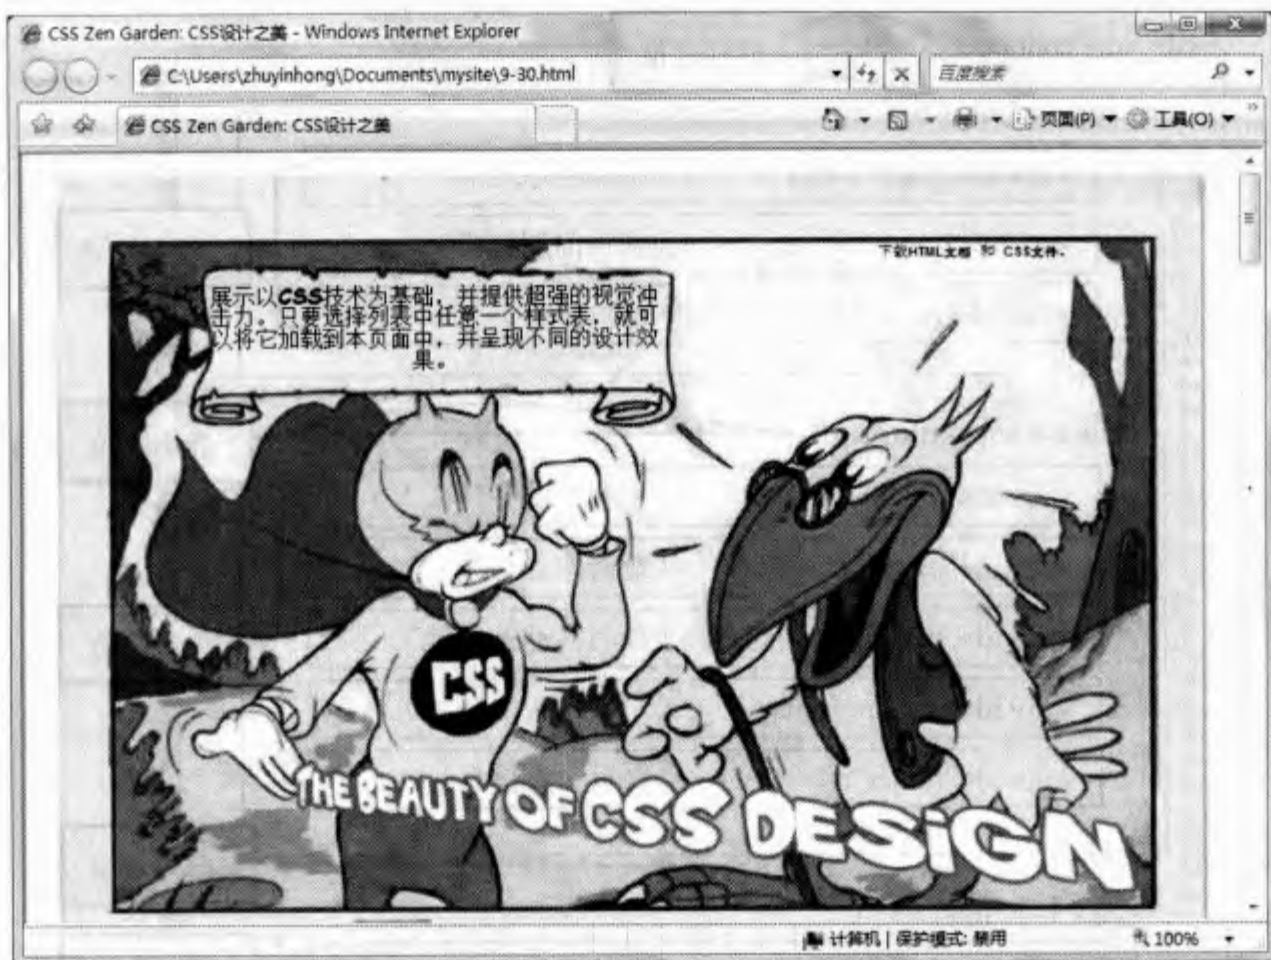 CSS Zen Garden: CSS设计之美 - Windows Internet Explorer
C:\Users\zhuyinhong\Documents\mysite\9-30.html
百度搜索
CSS Zen Garden: CSS设计之美
页面(P)
工具(O)
下载HTML文档 和 CSS文件。
展示以CSS技术为基础，并提供超强的视觉冲
击力。只要选择列表中任意一个样式表，就可
以将它加载到本页面中，并呈现不同的设计效
果。
CSS
THE BEAUTY OF CSS DESiGN
计算机 | 保护模式: 禁用
100%